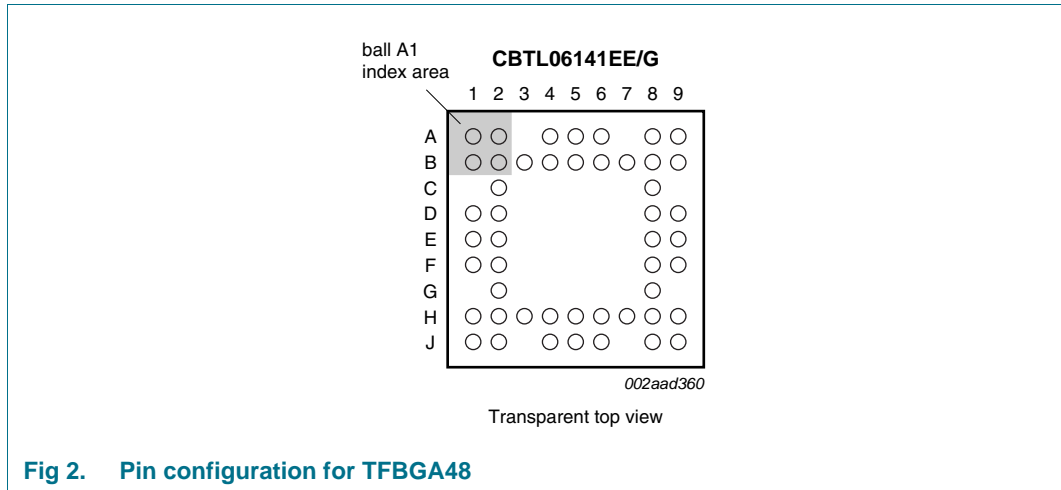 ball A1
index area
CBTL06141EE/G
1 2 3 4 5 6 7 8 9
A
B
C
D
E
F
G
H
J
002aad360
Transparent top view
Fig 2. Pin configuration for TFBGA48